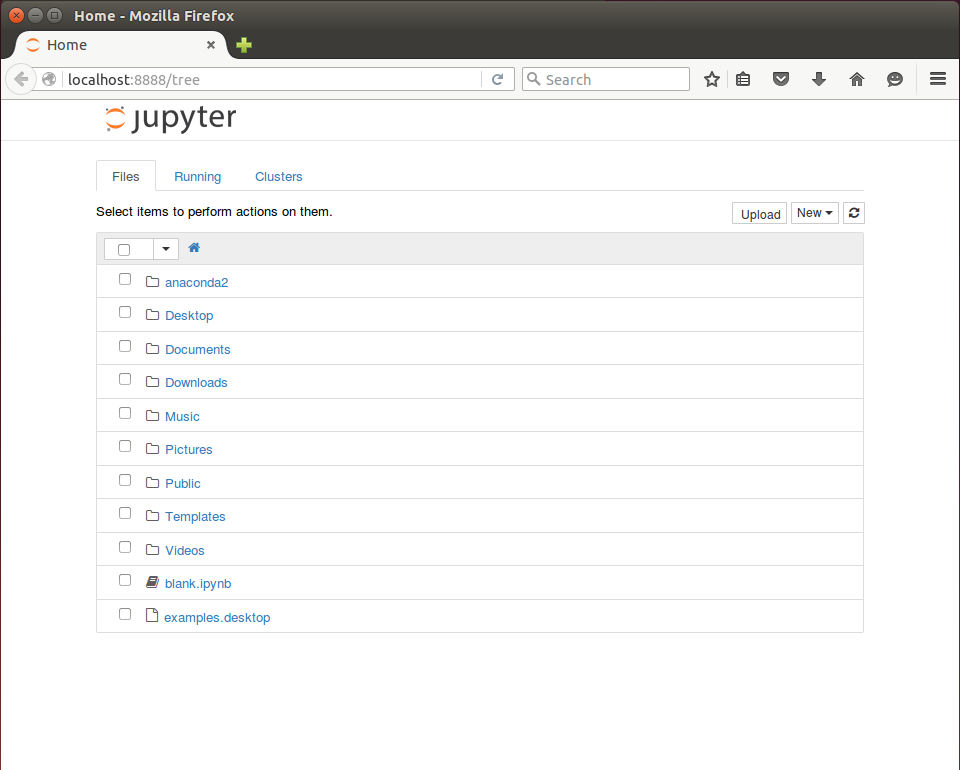 Home - Mozilla Firefox
Home
localhost:8888/tree
Search
jupyter
Files Running Clusters
Select items to perform actions on them.
Upload New
anaconda2
Desktop
Documents
Downloads
Music
Pictures
Public
Templates
Videos
blank.ipynb
examples.desktop